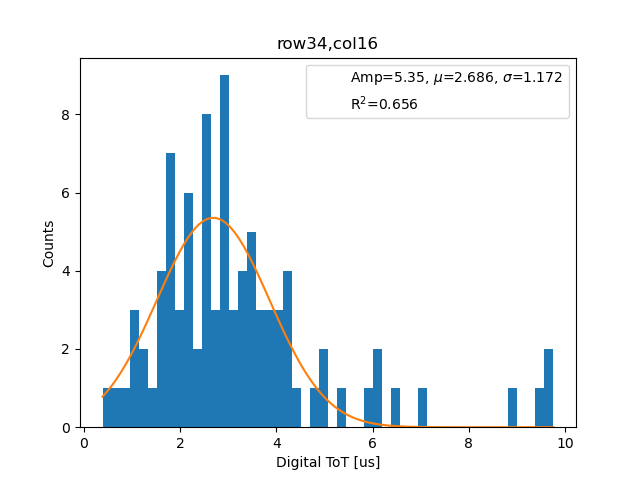 row34,col16
Amp=5.35, μ=2.686, σ=1.172
R²=0.656
Counts
8
6
4
2
0
0 2 4 6 8 10
Digital ToT [us]